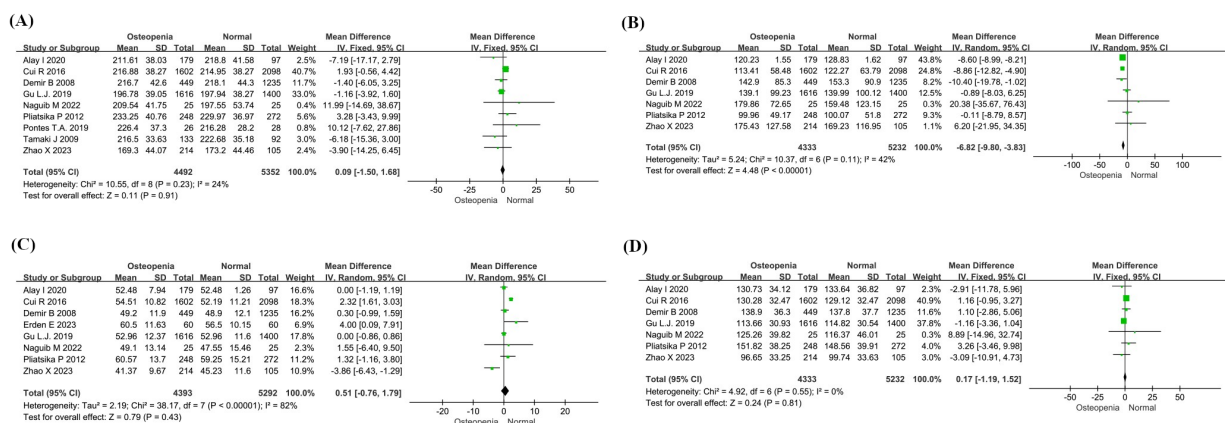 (A)
Osteopenia Normal Mean Difference Mean Difference
Study or Subgroup Mean SD Total Mean SD Total Weight IV, Fixed, 95% CI IV, Fixed, 95% CI
Alay I 2020 211.61 38.03 179 218.8 41.58 97 2.5% -7.19 [-17.17, 2.79]
Cui R 2016 216.88 38.27 1602 214.95 38.27 2098 40.7% 1.93 [-0.56, 4.42]
Demir B 2008 216.7 42.6 449 218.1 44.3 1235 11.7% -1.40 [-6.05, 3.25]
Gu L.J. 2019 196.78 39.05 1616 197.94 38.27 1400 33.0% -1.16 [-3.92, 1.60]
Naguib M 2022 209.54 41.75 25 197.55 53.74 25 0.4% 11.99 [-14.69, 38.67]
Pliatsika P 2012 233.25 40.76 248 229.97 36.97 272 5.6% 3.28 [-3.43, 9.99]
Pontes T.A. 2019 226.4 37.3 26 216.28 28.2 28 0.8% 10.12 [-7.62, 27.86]
Tamaki J 2009 216.5 33.63 133 222.68 35.18 92 3.0% -6.18 [-15.36, 3.00]
Zhao X 2023 169.3 44.07 214 173.2 44.46 105 2.4% -3.90 [-14.25, 6.45]
Total (95% CI) 4492 5352 100.0% 0.09 [-1.50, 1.68]
Heterogeneity: Chi² = 10.55, df = 8 (P = 0.23); I² = 24%
Test for overall effect: Z = 0.11 (P = 0.91)
-50 -25 0 25 50
Osteopenia Normal
(B)
Osteopenia Normal Mean Difference Mean Difference
Study or Subgroup Mean SD Total Mean SD Total Weight IV, Random, 95% CI IV, Random, 95% CI
Alay I 2020 120.23 1.55 179 128.83 1.62 97 43.8% -8.60 [-8.99, -8.21]
Cui R 2016 113.41 58.48 1602 122.27 63.79 2098 29.1% -8.86 [-12.82, -4.90]
Demir B 2008 142.9 85.3 449 153.3 90.9 1235 8.2% -10.40 [-19.78, -1.02]
Gu L.J. 2019 139.1 99.23 1616 139.99 100.12 1400 13.0% -0.89 [-8.03, 6.25]
Naguib M 2022 179.86 72.65 25 159.48 123.15 25 0.3% 20.38 [-35.67, 76.43]
Pliatsika P 2012 99.96 49.17 248 100.07 51.8 272 9.4% -0.11 [-8.79, 8.57]
Zhao X 2023 175.43 127.58 214 169.23 116.95 105 1.1% 6.20 [-21.95, 34.35]
Total (95% CI) 4333 5232 100.0% -6.82 [-9.80, -3.83]
Heterogeneity: Tau² = 5.24; Chi² = 10.37, df = 6 (P = 0.11); I² = 42%
Test for overall effect: Z = 4.48 (P < 0.00001)
-100 -50 0 50 100
Osteopenia Normal
(C)
Osteopenia Normal Mean Difference Mean Difference
Study or Subgroup Mean SD Total Mean SD Total Weight IV, Random, 95% CI IV, Random, 95% CI
Alay I 2020 52.48 7.94 179 52.48 1.26 97 16.6% 0.00 [-1.19, 1.19]
Cui R 2016 54.51 10.82 1602 52.19 11.21 2098 18.3% 2.32 [1.61, 3.03]
Demir B 2008 49.2 11.9 449 48.9 12.1 1235 16.2% 0.30 [-0.99, 1.59]
Erden E 2023 60.5 11.63 60 56.5 10.15 60 7.1% 4.00 [0.09, 7.91]
Gu L.J. 2019 52.96 12.37 1616 52.96 11.6 1400 17.8% 0.00 [-0.86, 0.86]
Naguib M 2022 49.1 13.14 25 47.55 15.46 25 2.2% 1.55 [-6.40, 9.50]
Pliatsika P 2012 60.57 13.7 248 59.25 15.21 272 11.2% 1.32 [-1.16, 3.80]
Zhao X 2023 41.37 9.67 214 45.23 11.6 105 10.9% -3.86 [-6.43, -1.29]
Total (95% CI) 4393 5292 100.0% 0.51 [-0.76, 1.79]
Heterogeneity: Tau² = 2.19; Chi² = 38.17, df = 7 (P < 0.00001); I² = 82%
Test for overall effect: Z = 0.79 (P = 0.43)
-20 -10 0 10 20
Osteopenia Normal
(D)
Osteopenia Normal Mean Difference Mean Difference
Study or Subgroup Mean SD Total Mean SD Total Weight IV, Fixed, 95% CI IV, Fixed, 95% CI
Alay I 2020 130.73 34.12 179 133.64 36.82 97 2.3% -2.91 [-11.78, 5.96]
Cui R 2016 130.28 32.47 1602 129.12 32.47 2098 40.9% 1.16 [-0.95, 3.27]
Demir B 2008 138.9 36.3 449 137.8 37.7 1235 11.7% 1.10 [-2.86, 5.06]
Gu L.J. 2019 113.66 30.93 1616 114.82 30.54 1400 37.9% -1.16 [-3.36, 1.04]
Naguib M 2022 125.26 39.82 25 116.37 46.01 25 0.3% 8.89 [-14.96, 32.74]
Pliatsika P 2012 151.82 38.25 248 148.56 39.91 272 4.1% 3.26 [-3.46, 9.98]
Zhao X 2023 96.65 33.25 214 99.74 33.63 105 3.0% -3.09 [-10.91, 4.73]
Total (95% CI) 4333 5232 100.0% 0.17 [-1.19, 1.52]
Heterogeneity: Chi² = 4.92, df = 6 (P = 0.55); I² = 0%
Test for overall effect: Z = 0.24 (P = 0.81)
-50 -25 0 25 50
Osteopenia Normal